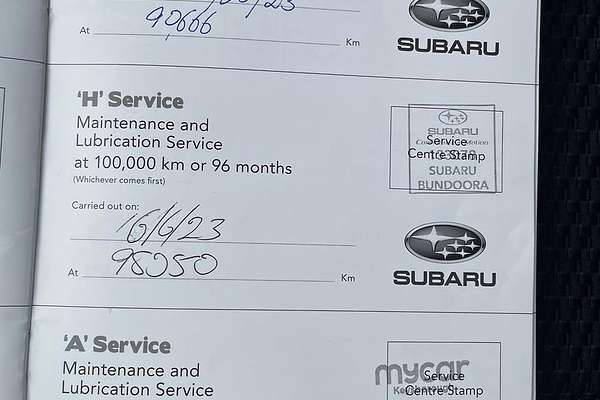 At 90,666 Km
SUBARU
'H' Service
Maintenance and
Lubrication Service
at 100,000 km or 96 months
(Whichever comes first)
SUBARU
Service
Centre Stamp
SUBARU
BUNDOORA
Carried out on:
16/6/23
At 98050 Km
SUBARU
'A' Service
Maintenance and
Lubrication Service
mycar
Service
Centre Stamp